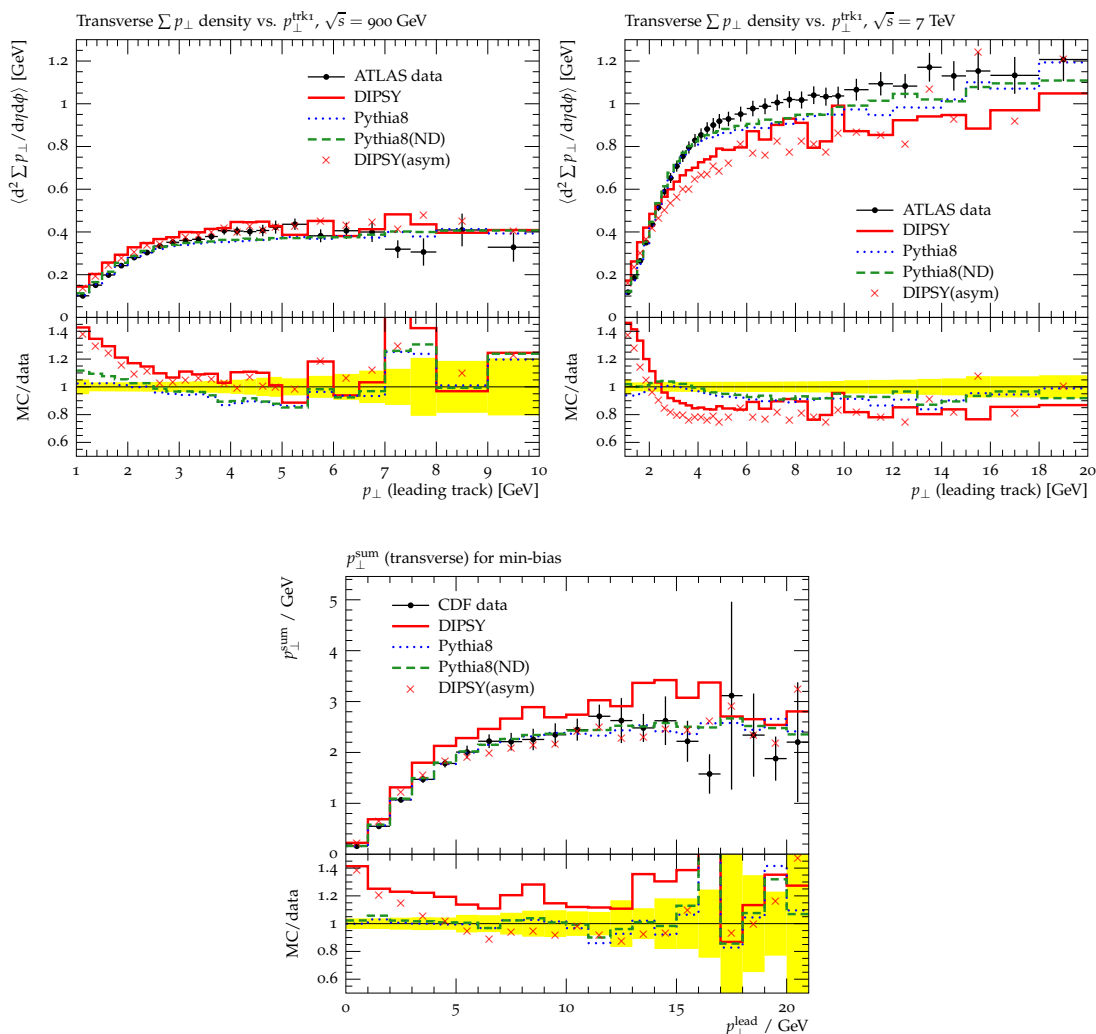 Transverse ∑ p⊥ density vs. p⊥^trk1, √s = 900 GeV
⟨d² ∑ p⊥/dηdϕ⟩ [GeV]
ATLAS data
DIPSY
Pythia8
Pythia8(ND)
DIPSY(asym)
1.2
1
0.8
0.6
0.4
0.2
0
MC/data
1.4
1.2
1
0.8
0.6
1 2 3 4 5 6 7 8 9 10
p⊥ (leading track) [GeV]
Transverse ∑ p⊥ density vs. p⊥^trk1, √s = 7 TeV
⟨d² ∑ p⊥/dηdϕ⟩ [GeV]
1.2
1
0.8
0.6
0.4
0.2
0
ATLAS data
DIPSY
Pythia8
Pythia8(ND)
DIPSY(asym)
MC/data
1.4
1.2
1
0.8
0.6
2 4 6 8 10 12 14 16 18 20
p⊥ (leading track) [GeV]
p⊥^sum (transverse) for min-bias
p⊥^sum / GeV
CDF data
DIPSY
Pythia8
Pythia8(ND)
DIPSY(asym)
5
4
3
2
1
0
MC/data
1.4
1.2
1
0.8
0.6
0 5 10 15 20
p⊥^lead / GeV